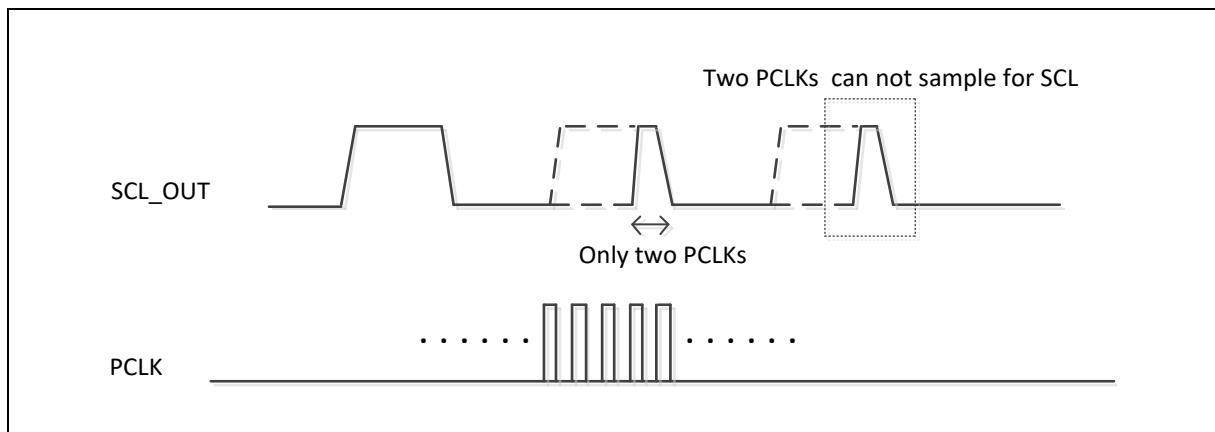 Two PCLKs can not sample for SCL
SCL_OUT
Only two PCLKs
PCLK